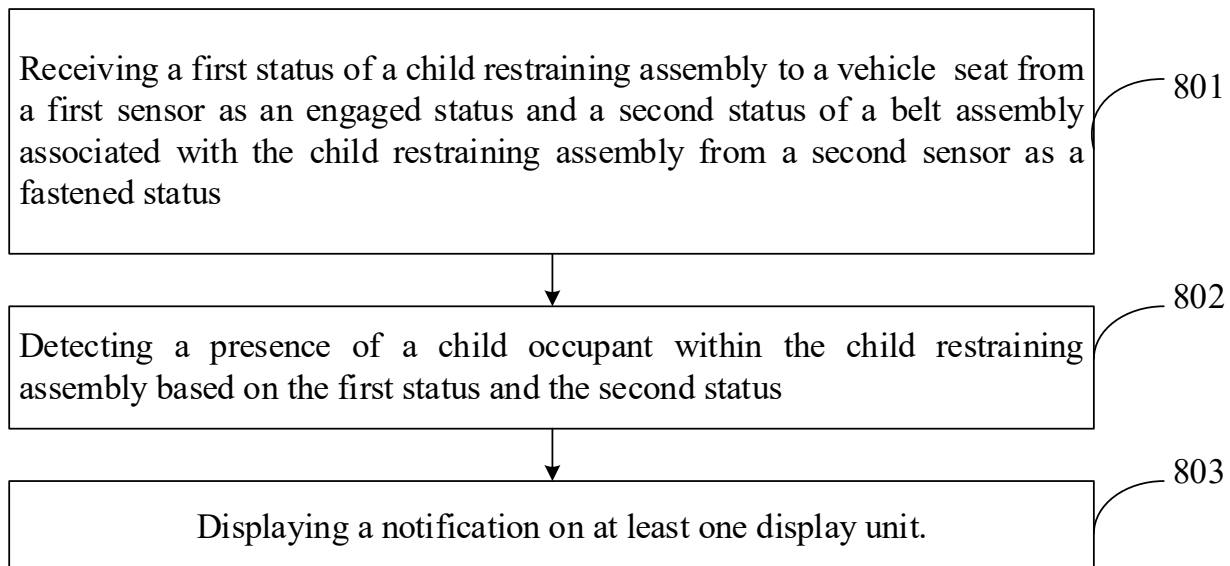 Receiving a first status of a child restraining assembly to a vehicle seat from
a first sensor as an engaged status and a second status of a belt assembly
associated with the child restraining assembly from a second sensor as a
fastened status
801
Detecting a presence of a child occupant within the child restraining
assembly based on the first status and the second status
802
Displaying a notification on at least one display unit.
803